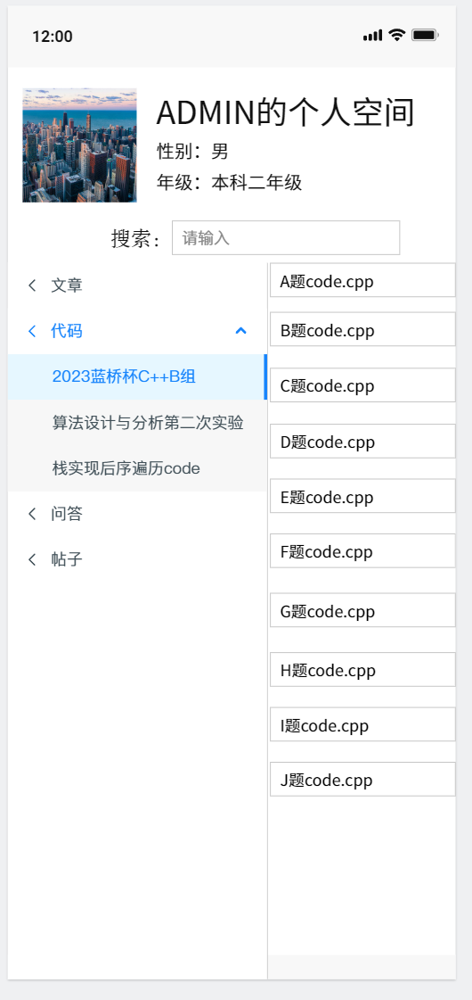 12:00
ADMIN的个人空间
性别：男
年级：本科二年级
搜索：请输入
文章
代码
2023蓝桥杯C++B组
算法设计与分析第二次实验
栈实现后序遍历code
问答
帖子
A题code.cpp
B题code.cpp
C题code.cpp
D题code.cpp
E题code.cpp
F题code.cpp
G题code.cpp
H题code.cpp
I题code.cpp
J题code.cpp